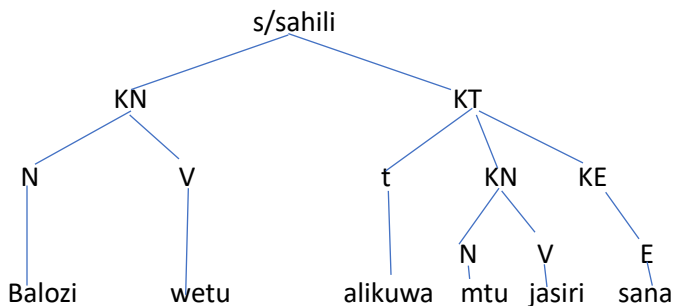 s/sahili
KN KT
N V t KN KE
N V E
Balozi wetu alikuwa mtu jasiri sana